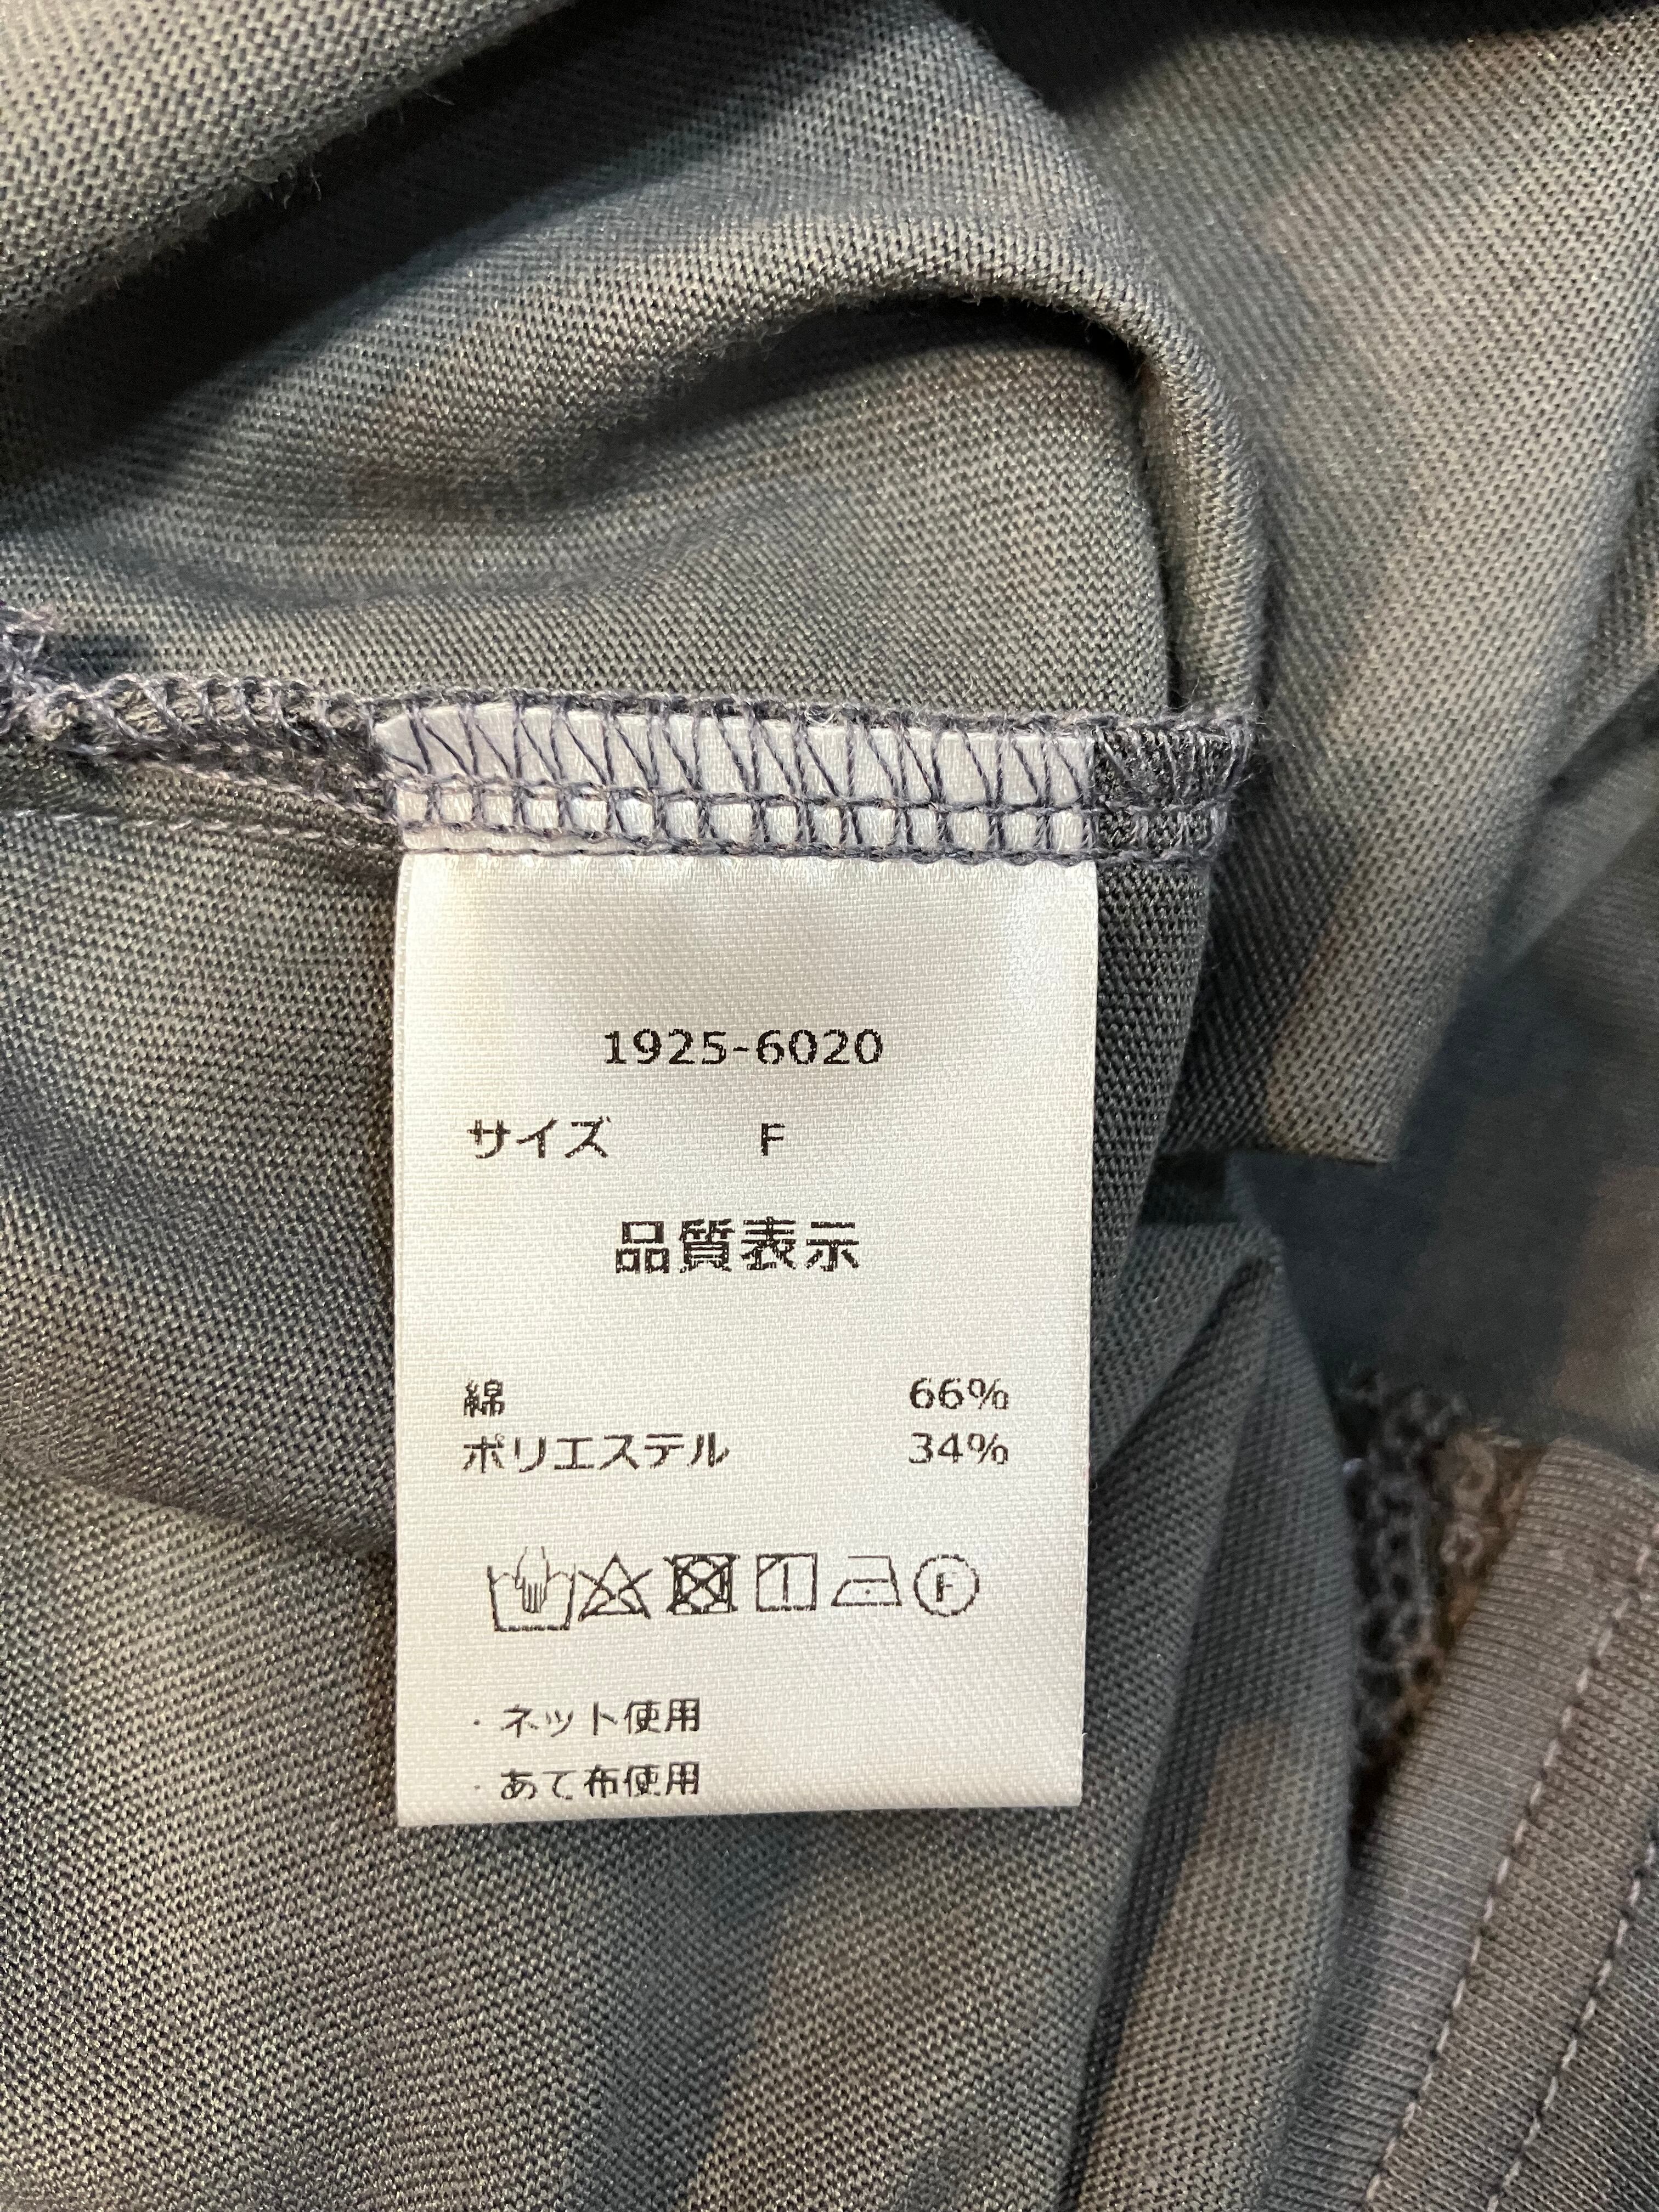 1925-6020
サイズ F
品質表示
綿 66%
ポリエステル 34%
F
・ネット使用
・あて布使用